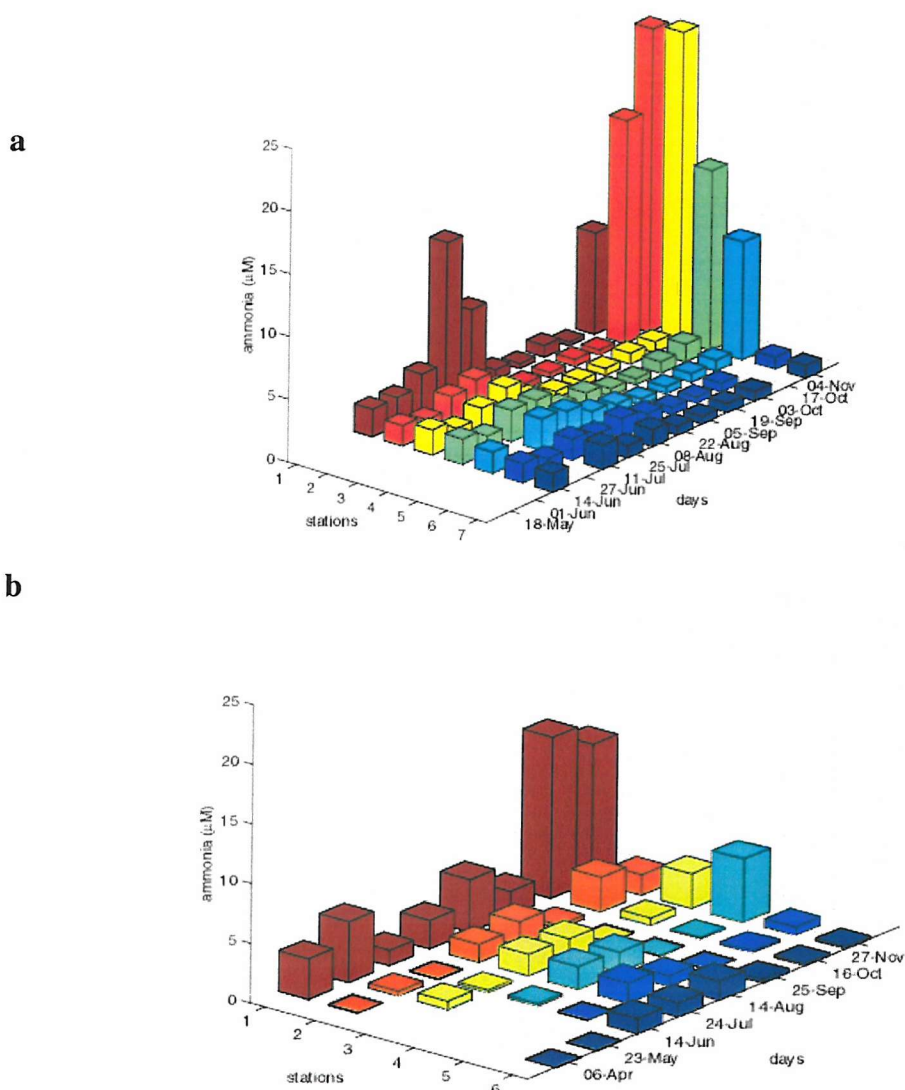 a
25
20
15
10
5
0
ammonia (µM)
1
2
3
4
5
6
7
stations
18-May
01-Jun
14-Jun
27-Jun
11-Jul
25-Jul
08-Aug
22-Aug
05-Sep
19-Sep
03-Oct
17-Oct
04-Nov
days
b
25
20
15
10
5
0
ammonia (µM)
1
2
3
4
5
6
stations
06-Apr
23-May
14-Jun
24-Jul
14-Aug
25-Sep
16-Oct
27-Nov
days